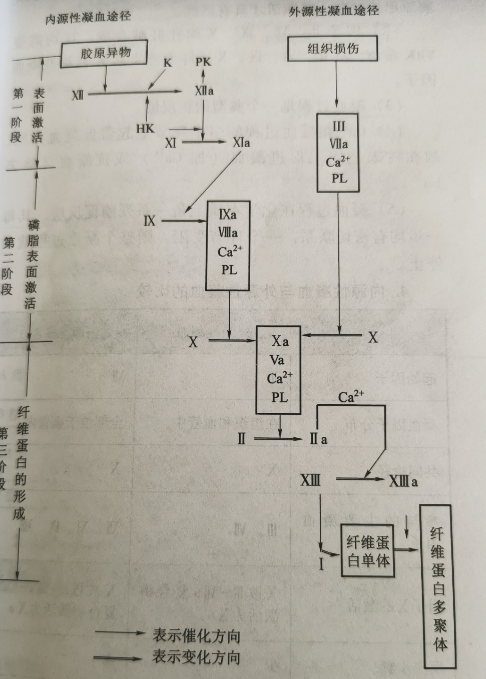 内源性凝血途径
外源性凝血途径
胶原异物
组织损伤
K
PK
Ⅻ
Ⅻa
HK
Ⅺ
Ⅺa
第一阶段
表面激活
Ⅲ
Ⅶa
Ca²⁺
PL
Ⅸ
Ⅸa
Ⅷa
Ca²⁺
PL
第二阶段
磷脂表面激活
Ⅹ
Ⅹa
Ⅴa
Ca²⁺
PL
Ⅹ
Ⅱ
Ⅱa
Ca²⁺
ⅩⅢ
ⅩⅢa
第三阶段
纤维蛋白的形成
Ⅰ
纤维蛋
白单体
纤维蛋白多聚体
表示催化方向
表示变化方向